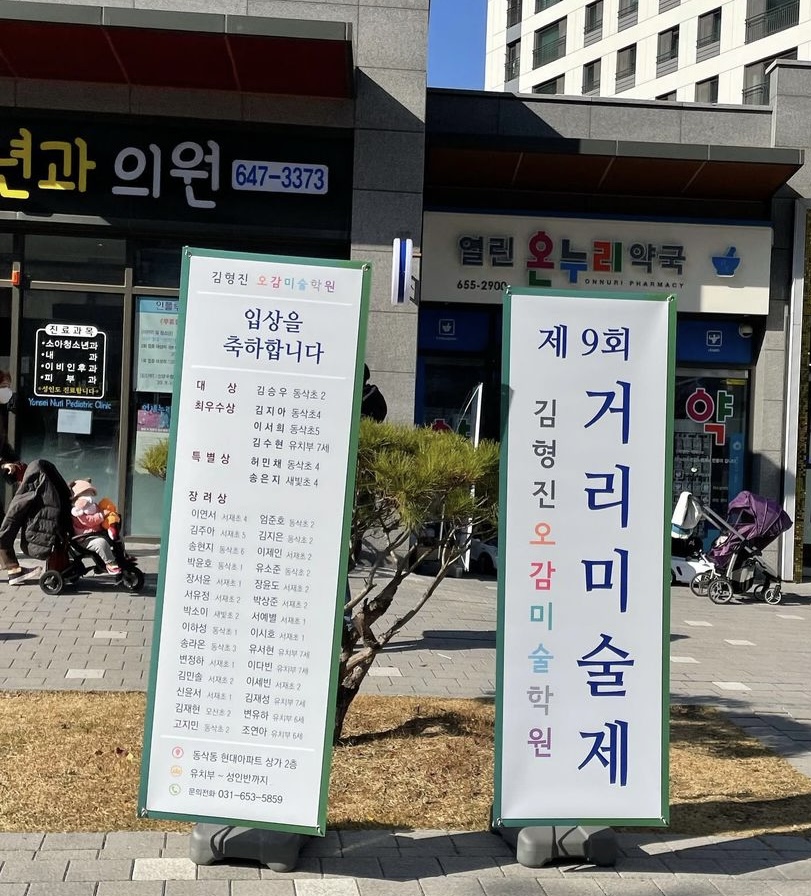 년과 의원 647-3373
진료과목
•소아청소년과
•내 과
•이비인후과
•피 부 과
•성인도 진료합니다•
Yonsei Nuri Pediatric Clinic
열린 온누리약국
655-2900
ONNURI PHARMACY
약
김형진 오감미술학원
입상을
축하합니다
대 상 김승우 동삭초 2
최우수상 김지아 동삭초4
이서희 동삭초5
김수현 유치부 7세
특별상 허민채 동삭초 4
송은지 새빛초 4
장려상
이연서 서재초 4 엄준호 동삭초 2
김주아 서재초 5 김지은 동삭초 2
송현지 동삭초 6 이제인 서재초 2
박윤호 동삭초 1 유소준 동삭초 2
장서윤 서재초 1 장윤도 서재초 2
서유정 서재초 2 박상준 서재초 2
박소이 새빛초 2 서예별 서재초 1
이하성 동삭초 1 이시호 서재초 1
송라온 동삭초 3 유서현 유치부 7세
변정하 서재초 1 이다빈 유치부 7세
김민솔 서재초 2 이세빈 서재초 2
신윤서 서재초 1 김재성 유치부 7세
김재현 오산초 2 변유하 유치부 6세
고지민 동삭초 2 조연아 유치부 6세
동삭동 현대아파트 상가 2층
유치부 ~ 성인반까지
문의전화 031-653-5859
제 9회
거리미술제
김형진 오감미술학원